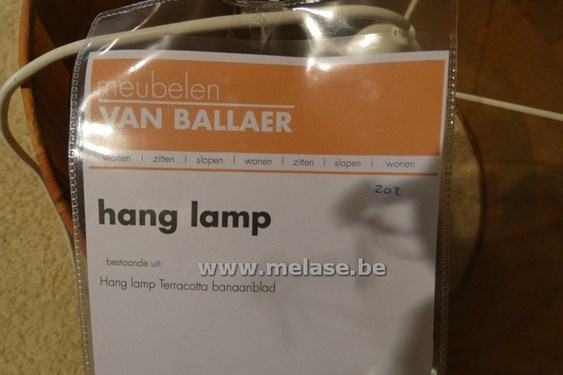 meubelen
VAN BALLAER
wonen | zitten | slapen | wonen | zitten | slapen | wonen
202
hang lamp
bestaande uit:
www.melase.be
Hang lamp Terracotta banaanblad